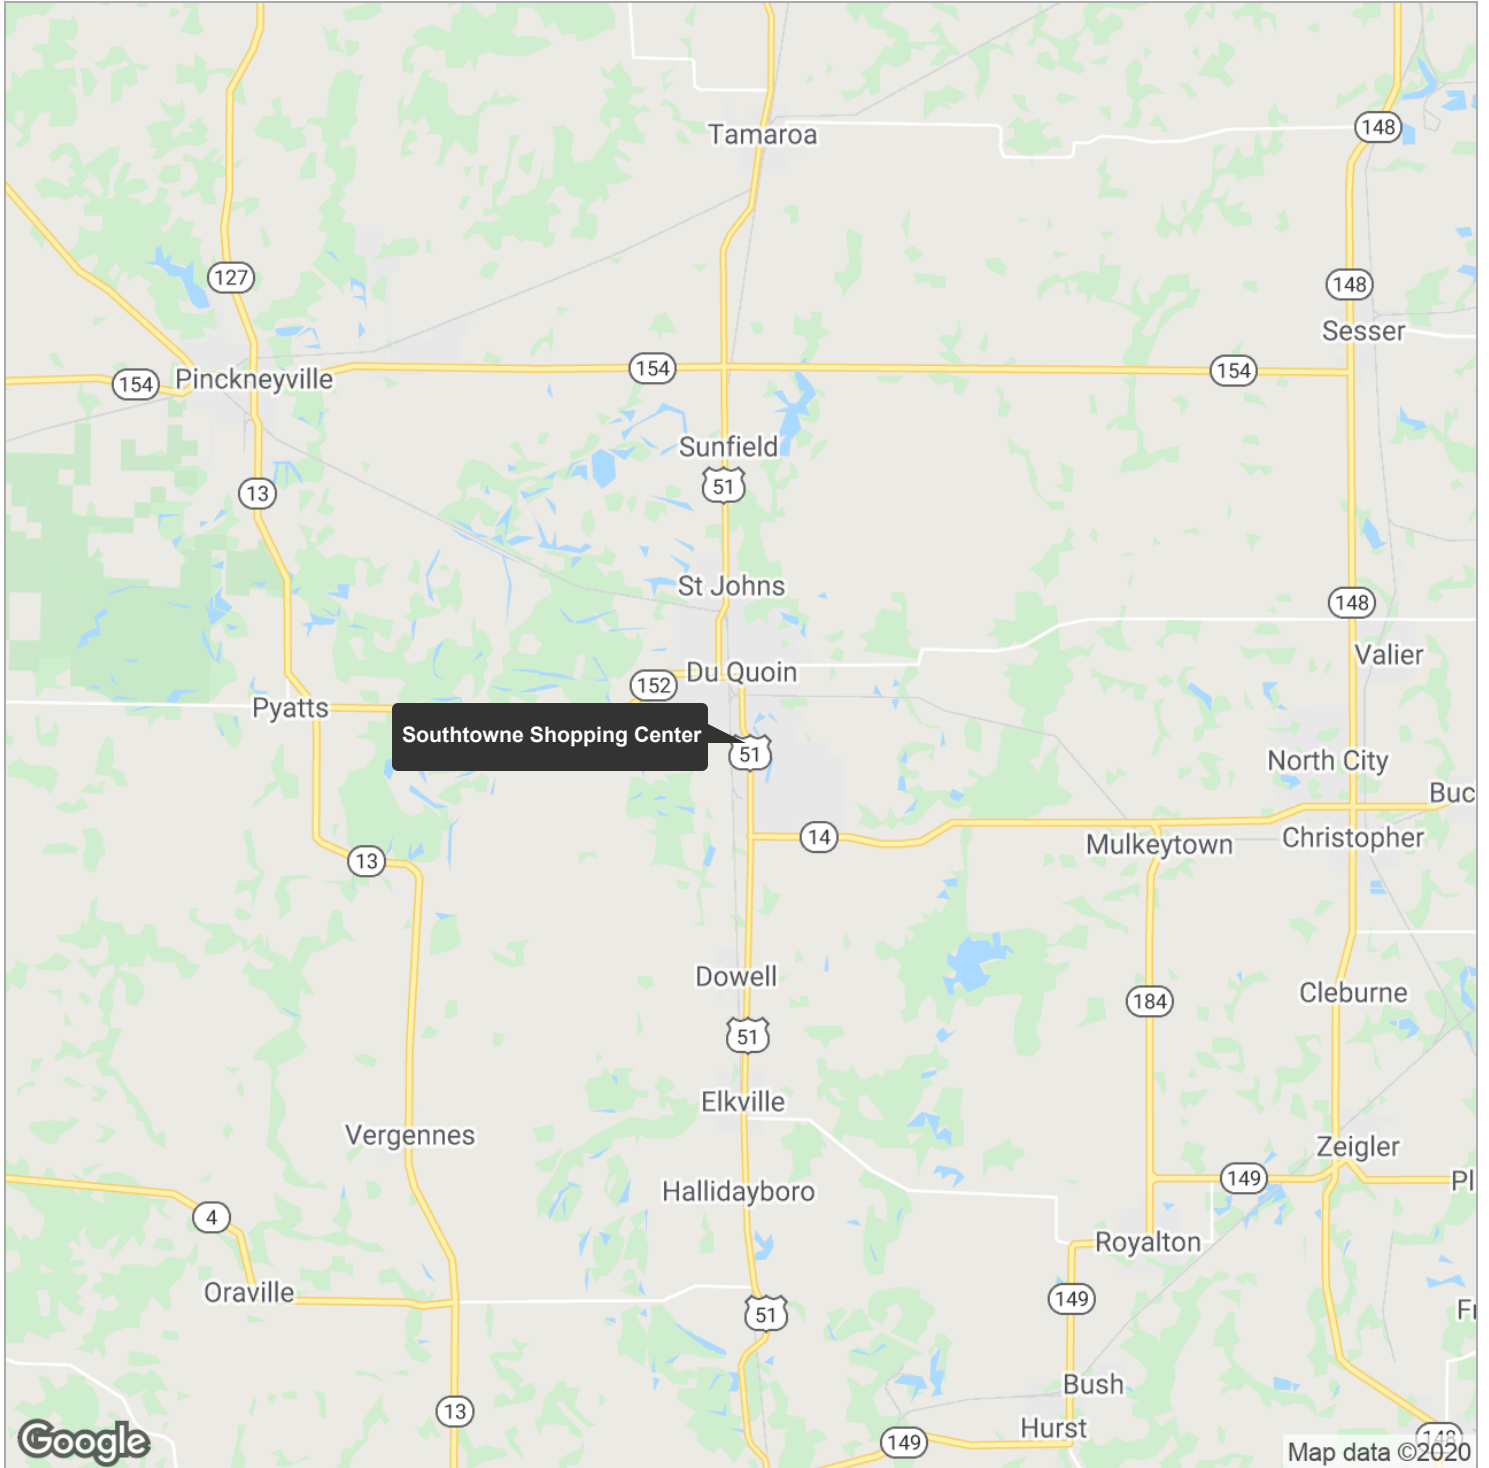 Tamaroa
148
127
148
Sesser
154
154
154
Pinckneyville
Sunfield
51
13
St Johns
148
Valier
Du Quoin
152
Pyatts
Southtowne Shopping Center
51
North City
Buc
14
Mulkeytown
Christopher
13
Dowell
Cleburne
184
51
Elkville
Vergennes
Zeigler
149
Pl
Hallidayboro
4
Royalton
Oraville
149
51
Bush
13
Hurst
149
148
Google
Map data ©2020